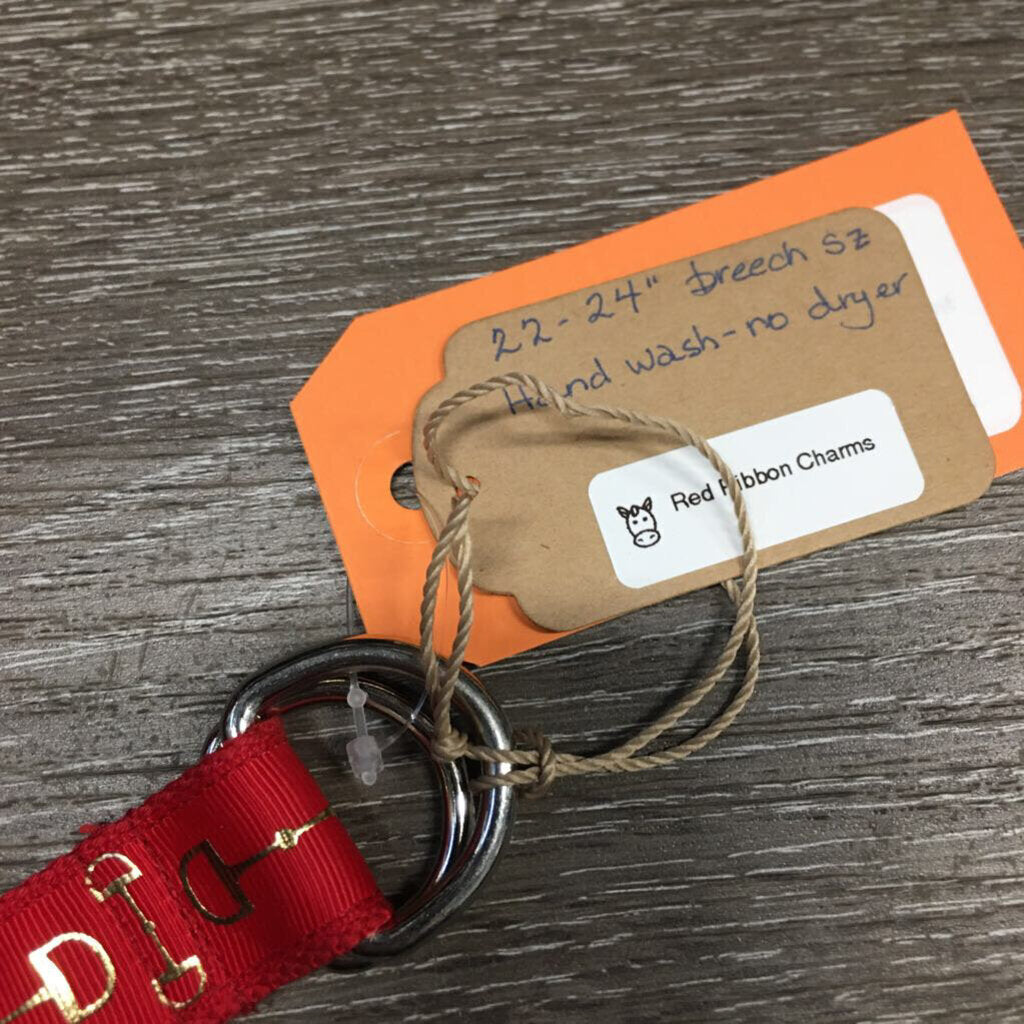 22-24" breech sz
Hand wash-no dryer
Red Ribbon Charms